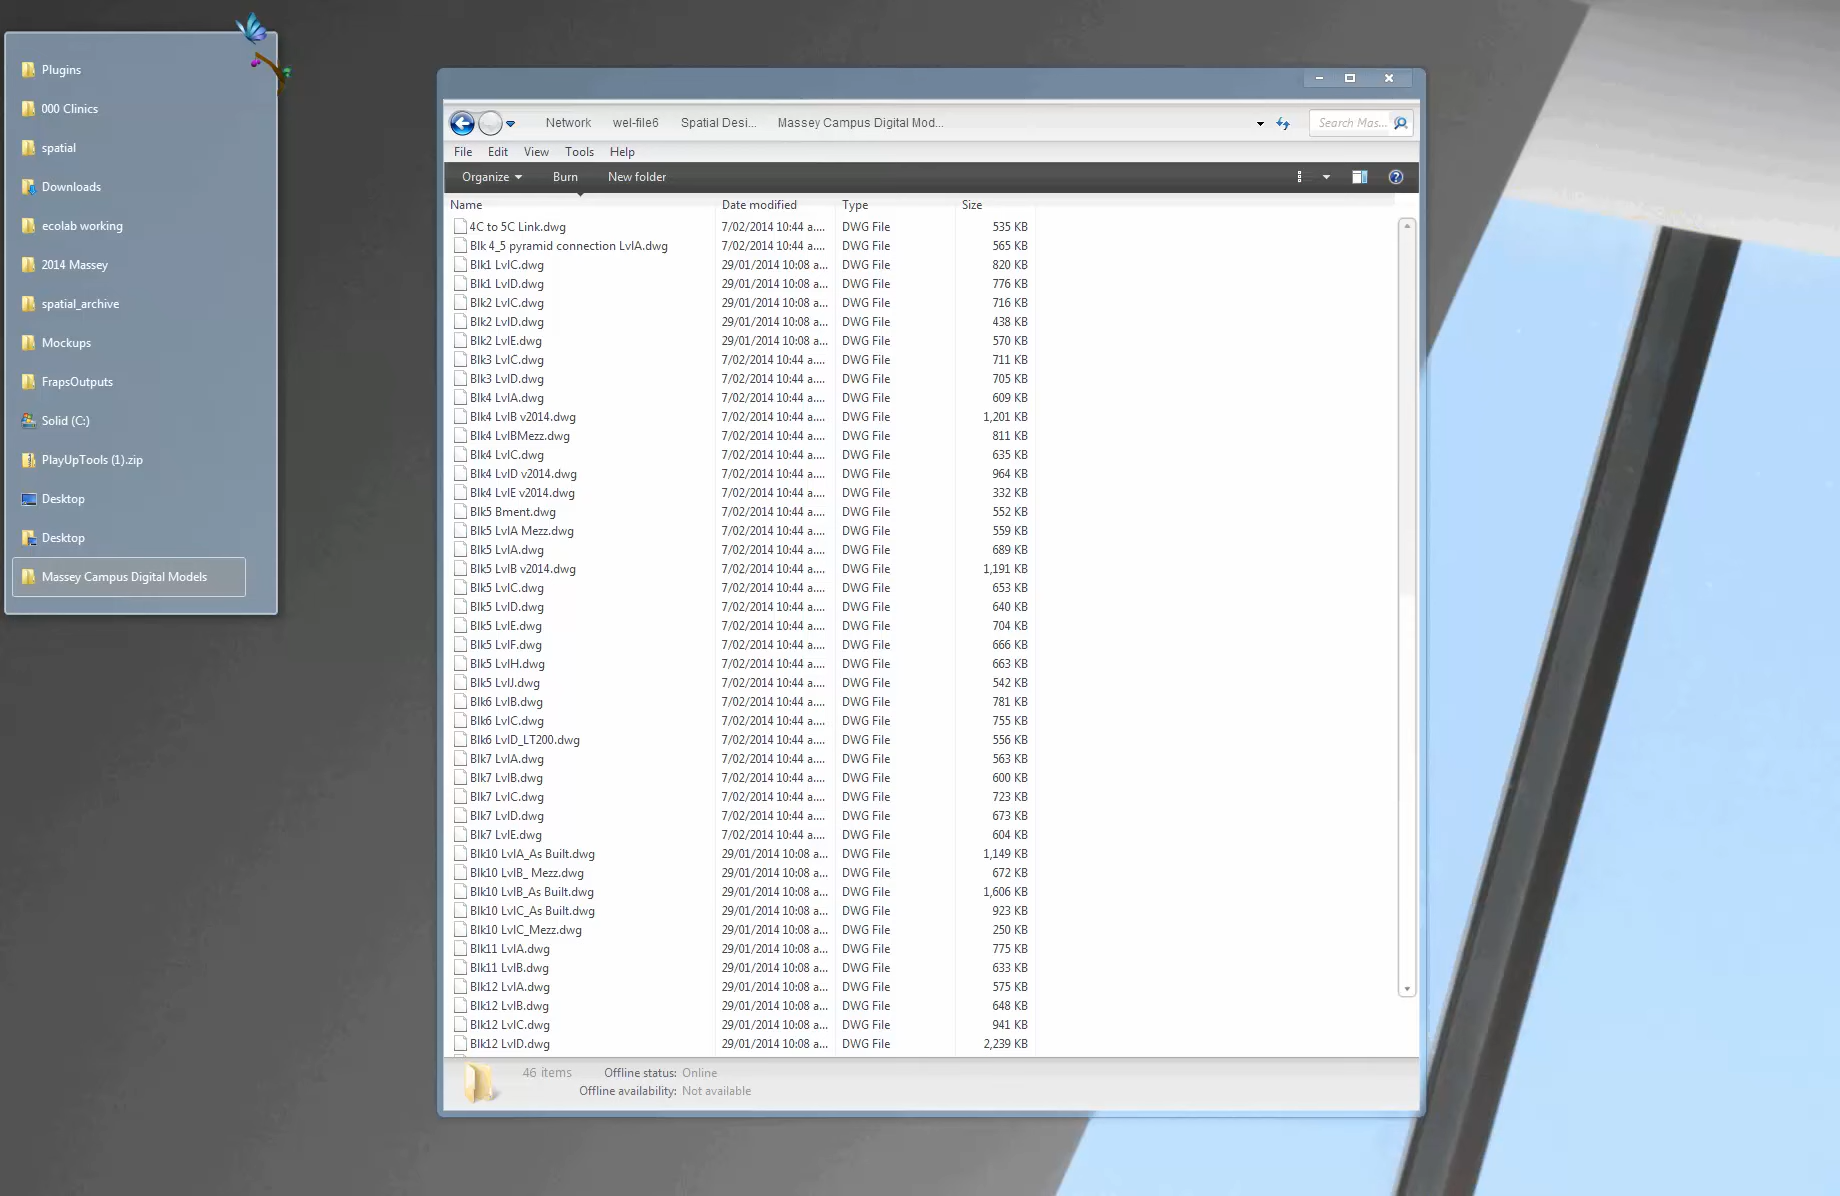 Plugins
000 Clinics
spatial
Downloads
ecolab working
2014 Massey
spatial_archive
Mockups
FrapsOutputs
Solid (C:)
PlayUpTools (1).zip
Desktop
Desktop
Massey Campus Digital Models
Network wel-file6 Spatial Desi... Massey Campus Digital Mod... Search Mas...
File Edit View Tools Help
Organize Burn New folder
Name Date modified Type Size
4C to 5C Link.dwg 7/02/2014 10:44 a.... DWG File 535 KB
Blk 4_5 pyramid connection LvlA.dwg 7/02/2014 10:44 a.... DWG File 565 KB
Blk1 LvlC.dwg 29/01/2014 10:08 a... DWG File 820 KB
Blk1 LvlD.dwg 29/01/2014 10:08 a... DWG File 776 KB
Blk2 LvlC.dwg 29/01/2014 10:08 a... DWG File 716 KB
Blk2 LvlD.dwg 29/01/2014 10:08 a... DWG File 438 KB
Blk2 LvlE.dwg 29/01/2014 10:08 a... DWG File 570 KB
Blk3 LvlC.dwg 7/02/2014 10:44 a.... DWG File 711 KB
Blk3 LvlD.dwg 7/02/2014 10:44 a.... DWG File 705 KB
Blk4 LvlA.dwg 7/02/2014 10:44 a.... DWG File 609 KB
Blk4 LvlB v2014.dwg 7/02/2014 10:44 a.... DWG File 1,201 KB
Blk4 LvlBMezz.dwg 7/02/2014 10:44 a.... DWG File 811 KB
Blk4 LvlC.dwg 7/02/2014 10:44 a.... DWG File 635 KB
Blk4 LvlD v2014.dwg 7/02/2014 10:44 a.... DWG File 964 KB
Blk4 LvlE v2014.dwg 7/02/2014 10:44 a.... DWG File 332 KB
Blk5 Bment.dwg 7/02/2014 10:44 a.... DWG File 552 KB
Blk5 LvlA Mezz.dwg 7/02/2014 10:44 a.... DWG File 559 KB
Blk5 LvlA.dwg 7/02/2014 10:44 a.... DWG File 689 KB
Blk5 LvlB v2014.dwg 7/02/2014 10:44 a.... DWG File 1,191 KB
Blk5 LvlC.dwg 7/02/2014 10:44 a.... DWG File 653 KB
Blk5 LvlD.dwg 7/02/2014 10:44 a.... DWG File 640 KB
Blk5 LvlE.dwg 7/02/2014 10:44 a.... DWG File 704 KB
Blk5 LvlF.dwg 7/02/2014 10:44 a.... DWG File 666 KB
Blk5 LvlH.dwg 7/02/2014 10:44 a.... DWG File 663 KB
Blk5 LvlJ.dwg 7/02/2014 10:44 a.... DWG File 542 KB
Blk6 LvlB.dwg 7/02/2014 10:44 a.... DWG File 781 KB
Blk6 LvlC.dwg 7/02/2014 10:44 a.... DWG File 755 KB
Blk6 LvlD_LT200.dwg 7/02/2014 10:44 a.... DWG File 556 KB
Blk7 LvlA.dwg 7/02/2014 10:44 a.... DWG File 563 KB
Blk7 LvlB.dwg 7/02/2014 10:44 a.... DWG File 600 KB
Blk7 LvlC.dwg 7/02/2014 10:44 a.... DWG File 723 KB
Blk7 LvlD.dwg 7/02/2014 10:44 a.... DWG File 673 KB
Blk7 LvlE.dwg 7/02/2014 10:44 a.... DWG File 604 KB
Blk10 LvlA_As Built.dwg 29/01/2014 10:08 a... DWG File 1,149 KB
Blk10 LvlB_ Mezz.dwg 29/01/2014 10:08 a... DWG File 672 KB
Blk10 LvlB_As Built.dwg 29/01/2014 10:08 a... DWG File 1,606 KB
Blk10 LvlC_As Built.dwg 29/01/2014 10:08 a... DWG File 923 KB
Blk10 LvlC_Mezz.dwg 29/01/2014 10:08 a... DWG File 250 KB
Blk11 LvlA.dwg 29/01/2014 10:08 a... DWG File 775 KB
Blk11 LvlB.dwg 29/01/2014 10:08 a... DWG File 633 KB
Blk12 LvlA.dwg 29/01/2014 10:08 a... DWG File 575 KB
Blk12 LvlB.dwg 29/01/2014 10:08 a... DWG File 648 KB
Blk12 LvlC.dwg 29/01/2014 10:08 a... DWG File 941 KB
Blk12 LvlD.dwg 29/01/2014 10:08 a... DWG File 2,239 KB
46 items Offline status: Online
Offline availability: Not available